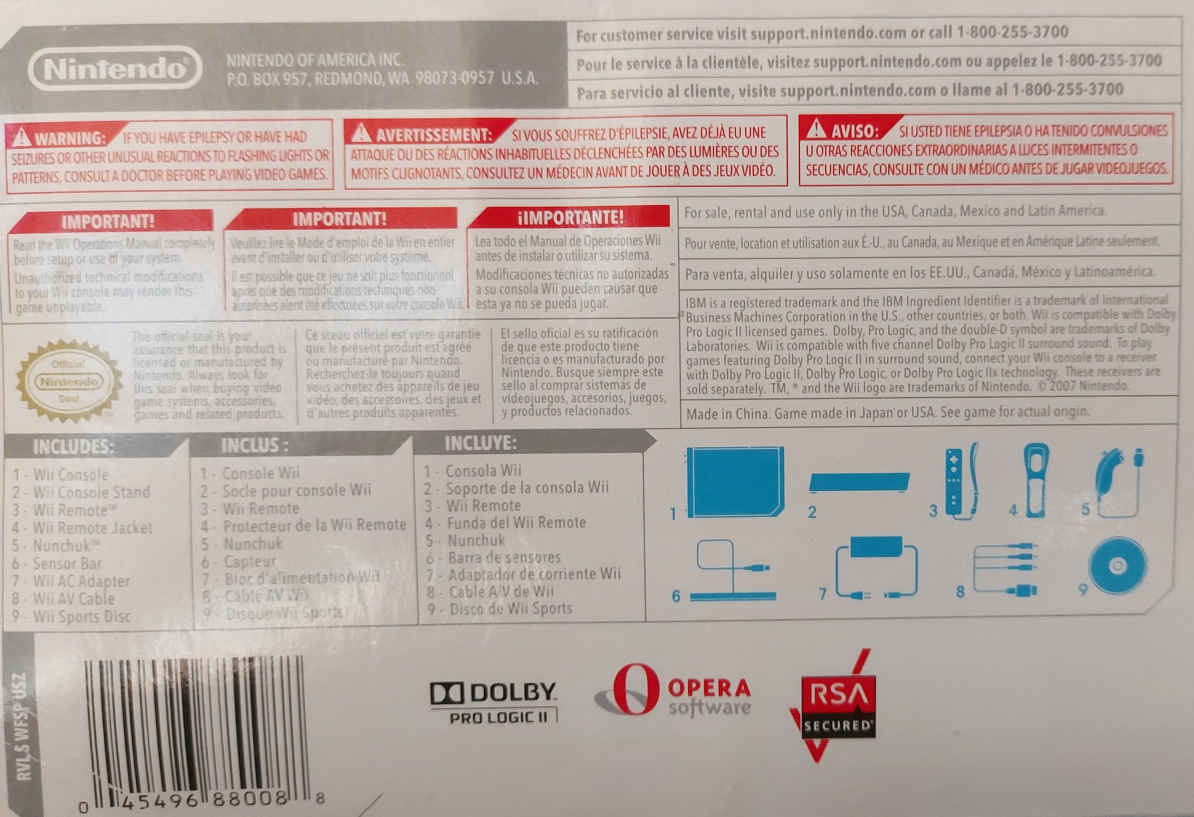 Nintendo®
NINTENDO OF AMERICA INC.
P.O. BOX 957, REDMOND, WA 98073-0957 U.S.A.
For customer service visit support.nintendo.com or call 1-800-255-3700
Pour le service à la clientèle, visitez support.nintendo.com ou appelez le 1-800-255-3700
Para servicio al cliente, visite support.nintendo.com o llame al 1-800-255-3700
WARNING: IF YOU HAVE EPILEPSY OR HAVE HAD
SEIZURES OR OTHER UNUSUAL REACTIONS TO FLASHING LIGHTS OR
PATTERNS, CONSULT A DOCTOR BEFORE PLAYING VIDEO GAMES.
AVERTISSEMENT: SI VOUS SOUFFREZ D'ÉPILEPSIE, AVEZ DÉJÀ EU UNE
ATTAQUE OU DES RÉACTIONS INHABITUELLES DÉCLENCHÉES PAR DES LUMIÈRES OU DES
MOTIFS CLIGNOTANTS, CONSULTEZ UN MÉDECIN AVANT DE JOUER À DES JEUX VIDÉO.
AVISO: SI USTED TIENE EPILEPSIA O HA TENIDO CONVULSIONES
U OTRAS REACCIONES EXTRAORDINARIAS A LUCES INTERMITENTES O
SECUENCIAS, CONSULTE CON UN MÉDICO ANTES DE JUGAR VIDEOJUEGOS.
IMPORTANT!
Read the Wii Operations Manual completely
before setup or use of your system.
Unauthorized technical modifications
to your Wii console may render this
game unplayable.
IMPORTANT!
Veuillez lire le Mode d'emploi de la Wii en entier
avant d'installer ou d'utiliser votre système.
Il est possible que ce jeu ne soit plus fonctionnel
après que des modifications techniques non-
autorisées aient été effectuées sur votre console Wii.
¡IMPORTANTE!
Lea todo el Manual de Operaciones Wii
antes de instalar o utilizar su sistema.
Modificaciones técnicas no autorizadas
a su consola Wii pueden causar que
esta ya no se pueda jugar.
For sale, rental and use only in the USA, Canada, Mexico and Latin America.
Pour vente, location et utilisation aux É.-U., au Canada, au Mexique et en Amérique Latine seulement.
Para venta, alquiler y uso solamente en los EE.UU., Canadá, México y Latinoamérica.
IBM is a registered trademark and the IBM Ingredient Identifier is a trademark of International
Business Machines Corporation in the U.S., other countries, or both. Wii is compatible with Dolby
Pro Logic II licensed games. Dolby, Pro Logic, and the double-D symbol are trademarks of Dolby
Laboratories. Wii is compatible with five channel Dolby Pro Logic II surround sound. To play
games featuring Dolby Pro Logic II in surround sound, connect your Wii console to a receiver
with Dolby Pro Logic II, Dolby Pro Logic, or Dolby Pro Logic IIx technology. These receivers are
sold separately. TM, ® and the Wii logo are trademarks of Nintendo. © 2007 Nintendo.
Made in China. Game made in Japan or USA. See game for actual origin.
Official
Nintendo
Seal
The official seal is your
assurance that this product is
licensed or manufactured by
Nintendo. Always look for
this seal when buying video
game systems, accessories,
games and related products.
Ce sceau officiel est votre garantie
que le présent produit est agréé
ou manufacturé par Nintendo.
Recherchez-le toujours quand
vous achetez des appareils de jeu
vidéo, des accessoires, des jeux et
d'autres produits apparentés.
El sello oficial es su ratificación
de que este producto tiene
licencia o es manufacturado por
Nintendo. Busque siempre este
sello al comprar sistemas de
videojuegos, accesorios, juegos,
y productos relacionados.
INCLUDES:
1 - Wii Console
2 - Wii Console Stand
3 - Wii Remote™
4 - Wii Remote Jacket
5 - Nunchuk™
6 - Sensor Bar
7 - Wii AC Adapter
8 - Wii AV Cable
9 - Wii Sports Disc
INCLUS :
1 - Console Wii
2 - Socle pour console Wii
3 - Wii Remote
4 - Protecteur de la Wii Remote
5 - Nunchuk
6 - Capteur
7 - Bloc d'alimentation Wii
8 - Câble AV Wii
9 - Disque Wii Sports
INCLUYE:
1 - Consola Wii
2 - Soporte de la consola Wii
3 - Wii Remote
4 - Funda del Wii Remote
5 - Nunchuk
6 - Barra de sensores
7 - Adaptador de corriente Wii
8 - Cable A/V de Wii
9 - Disco de Wii Sports
1
2
3
4
5
6
7
8
9
RVL S WFSP USZ
0 45496 88008 8
DOLBY
PRO LOGIC II
OPERA
software
RSA
SECURED®